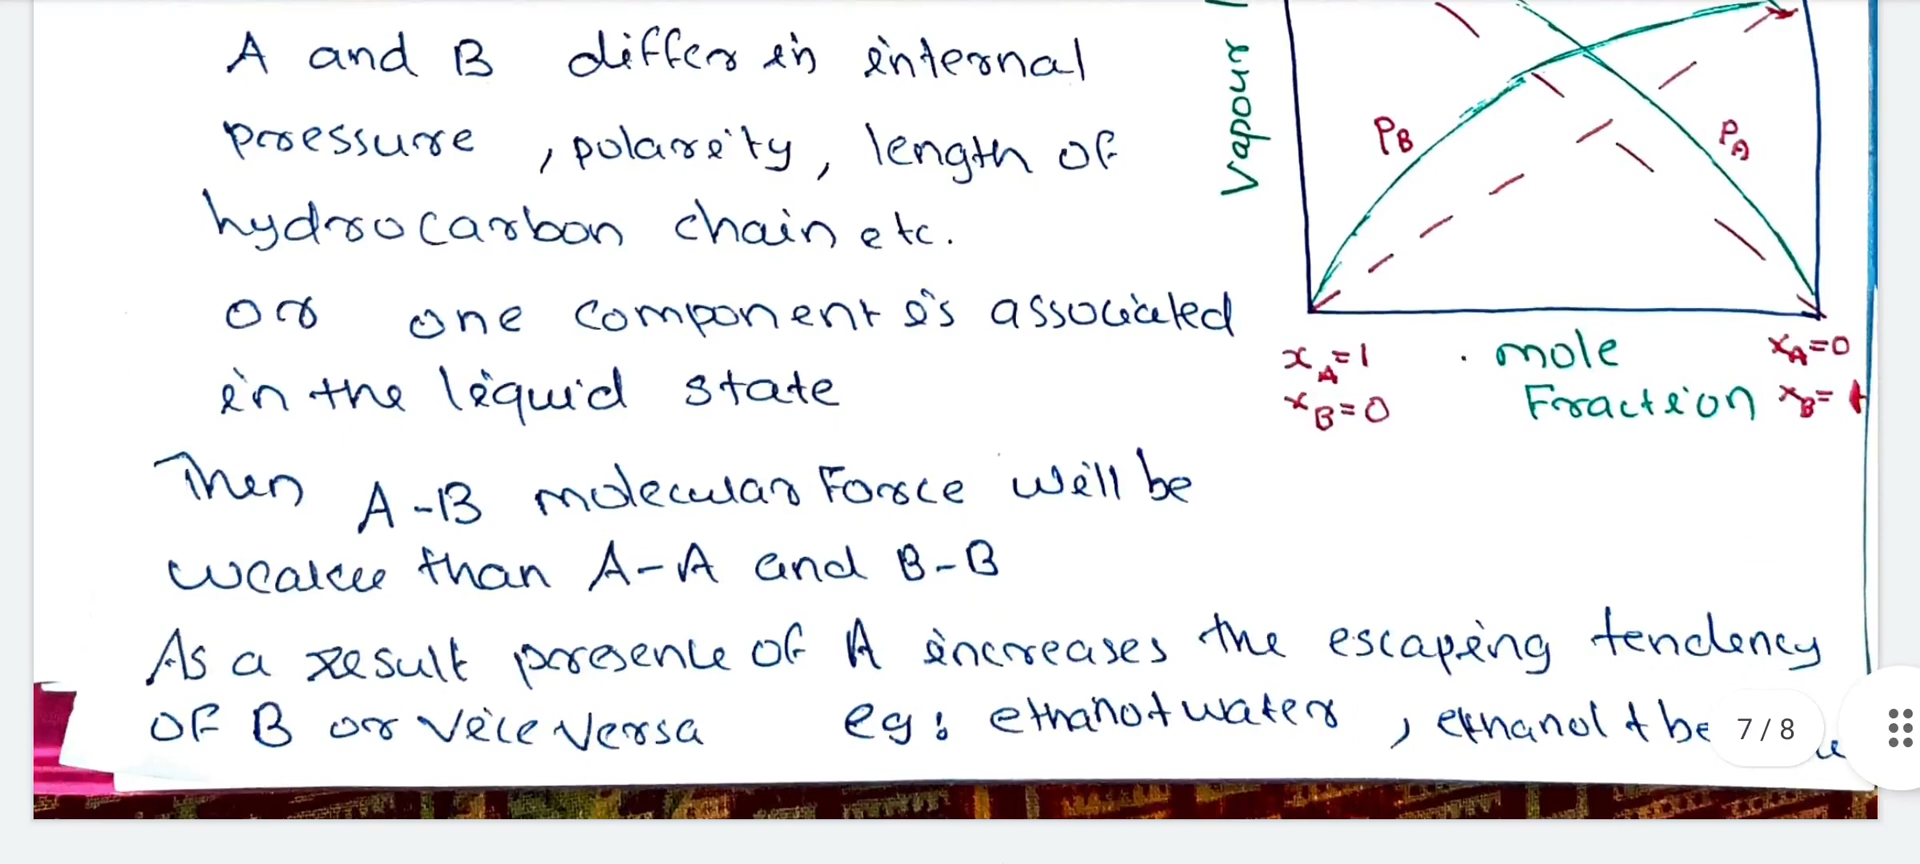 A and B differ in internal
pressure, polarity, length of
hydrocarbon chain etc.
or one component is associated
in the liquid state
Then A-B molecular Force will be
weaker than A-A and B-B
As a result presence of A increases the escaping tendency
of B or vice versa eg: ethanol + water, ethanol +
Vapour
PB
PA
xA=1
xB=0
mole
Fraction
xA=0
xB=1
7 / 8